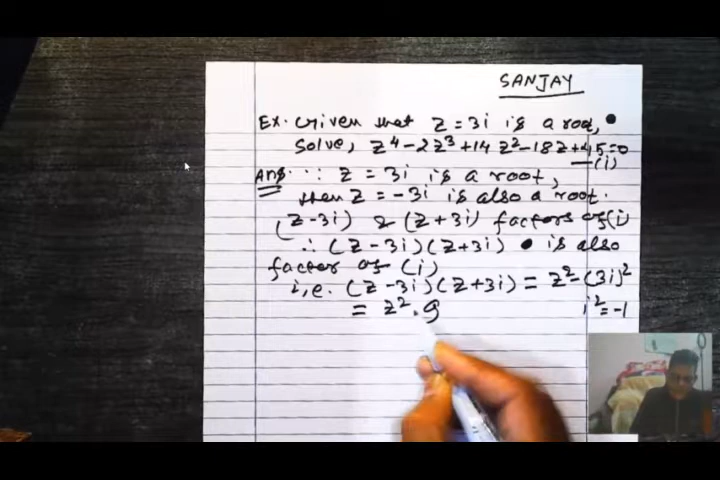 SANJAY
Ex. Given that z = 3i is a root,
Solve, z⁴-2z³+14z²-18z+45=0
—(i)
Ans ∵ z = 3i is a root,
then z = -3i is also a root.
(z-3i) & (z+3i) factors of (i)
∴ (z-3i)(z+3i) is also
factor of (i)
i,e. (z-3i)(z+3i) = z²-(3i)²
= z². 9 i²=-1